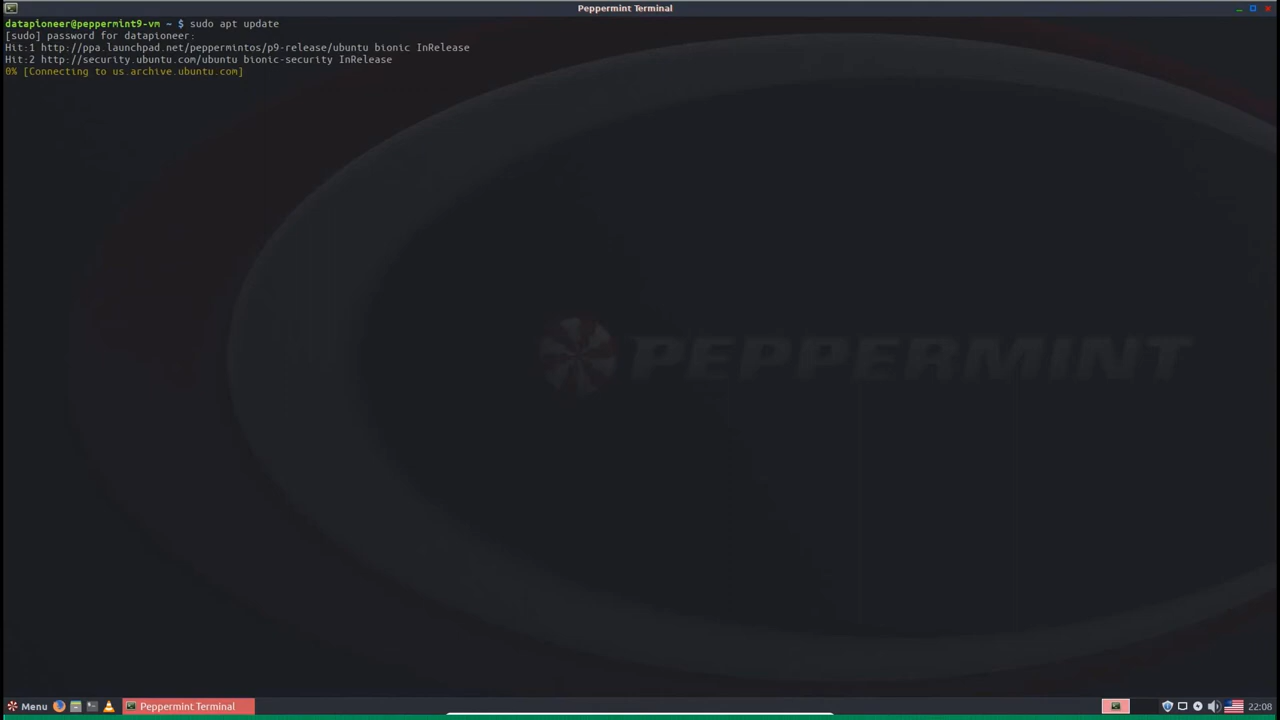 Peppermint Terminal
datapioneer@peppermint9-vm ~ $ sudo apt update
[sudo] password for datapioneer:
Hit:1 http://ppa.launchpad.net/peppermintos/p9-release/ubuntu bionic InRelease
Hit:2 http://security.ubuntu.com/ubuntu bionic-security InRelease
0% [Connecting to us.archive.ubuntu.com]
PEPPERMINT
Menu
Peppermint Terminal
22:08